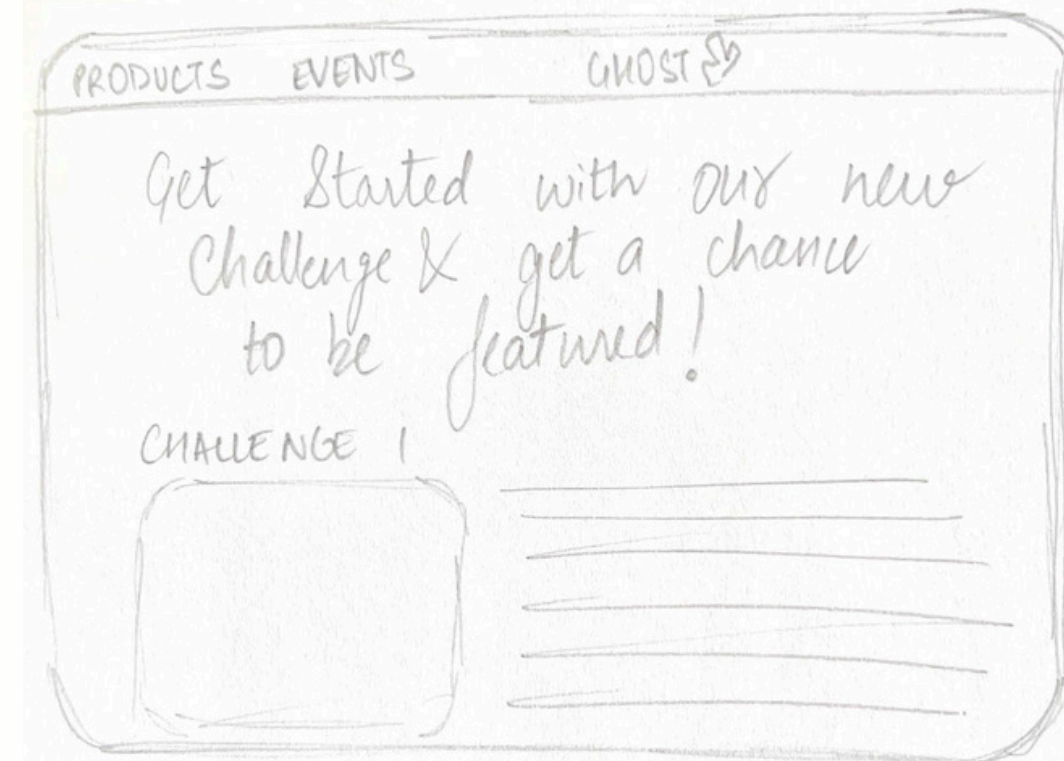 PRODUCTS EVENTS GHOST
Get Started with our new
Challenge & get a chance
to be featured!
CHALLENGE 1